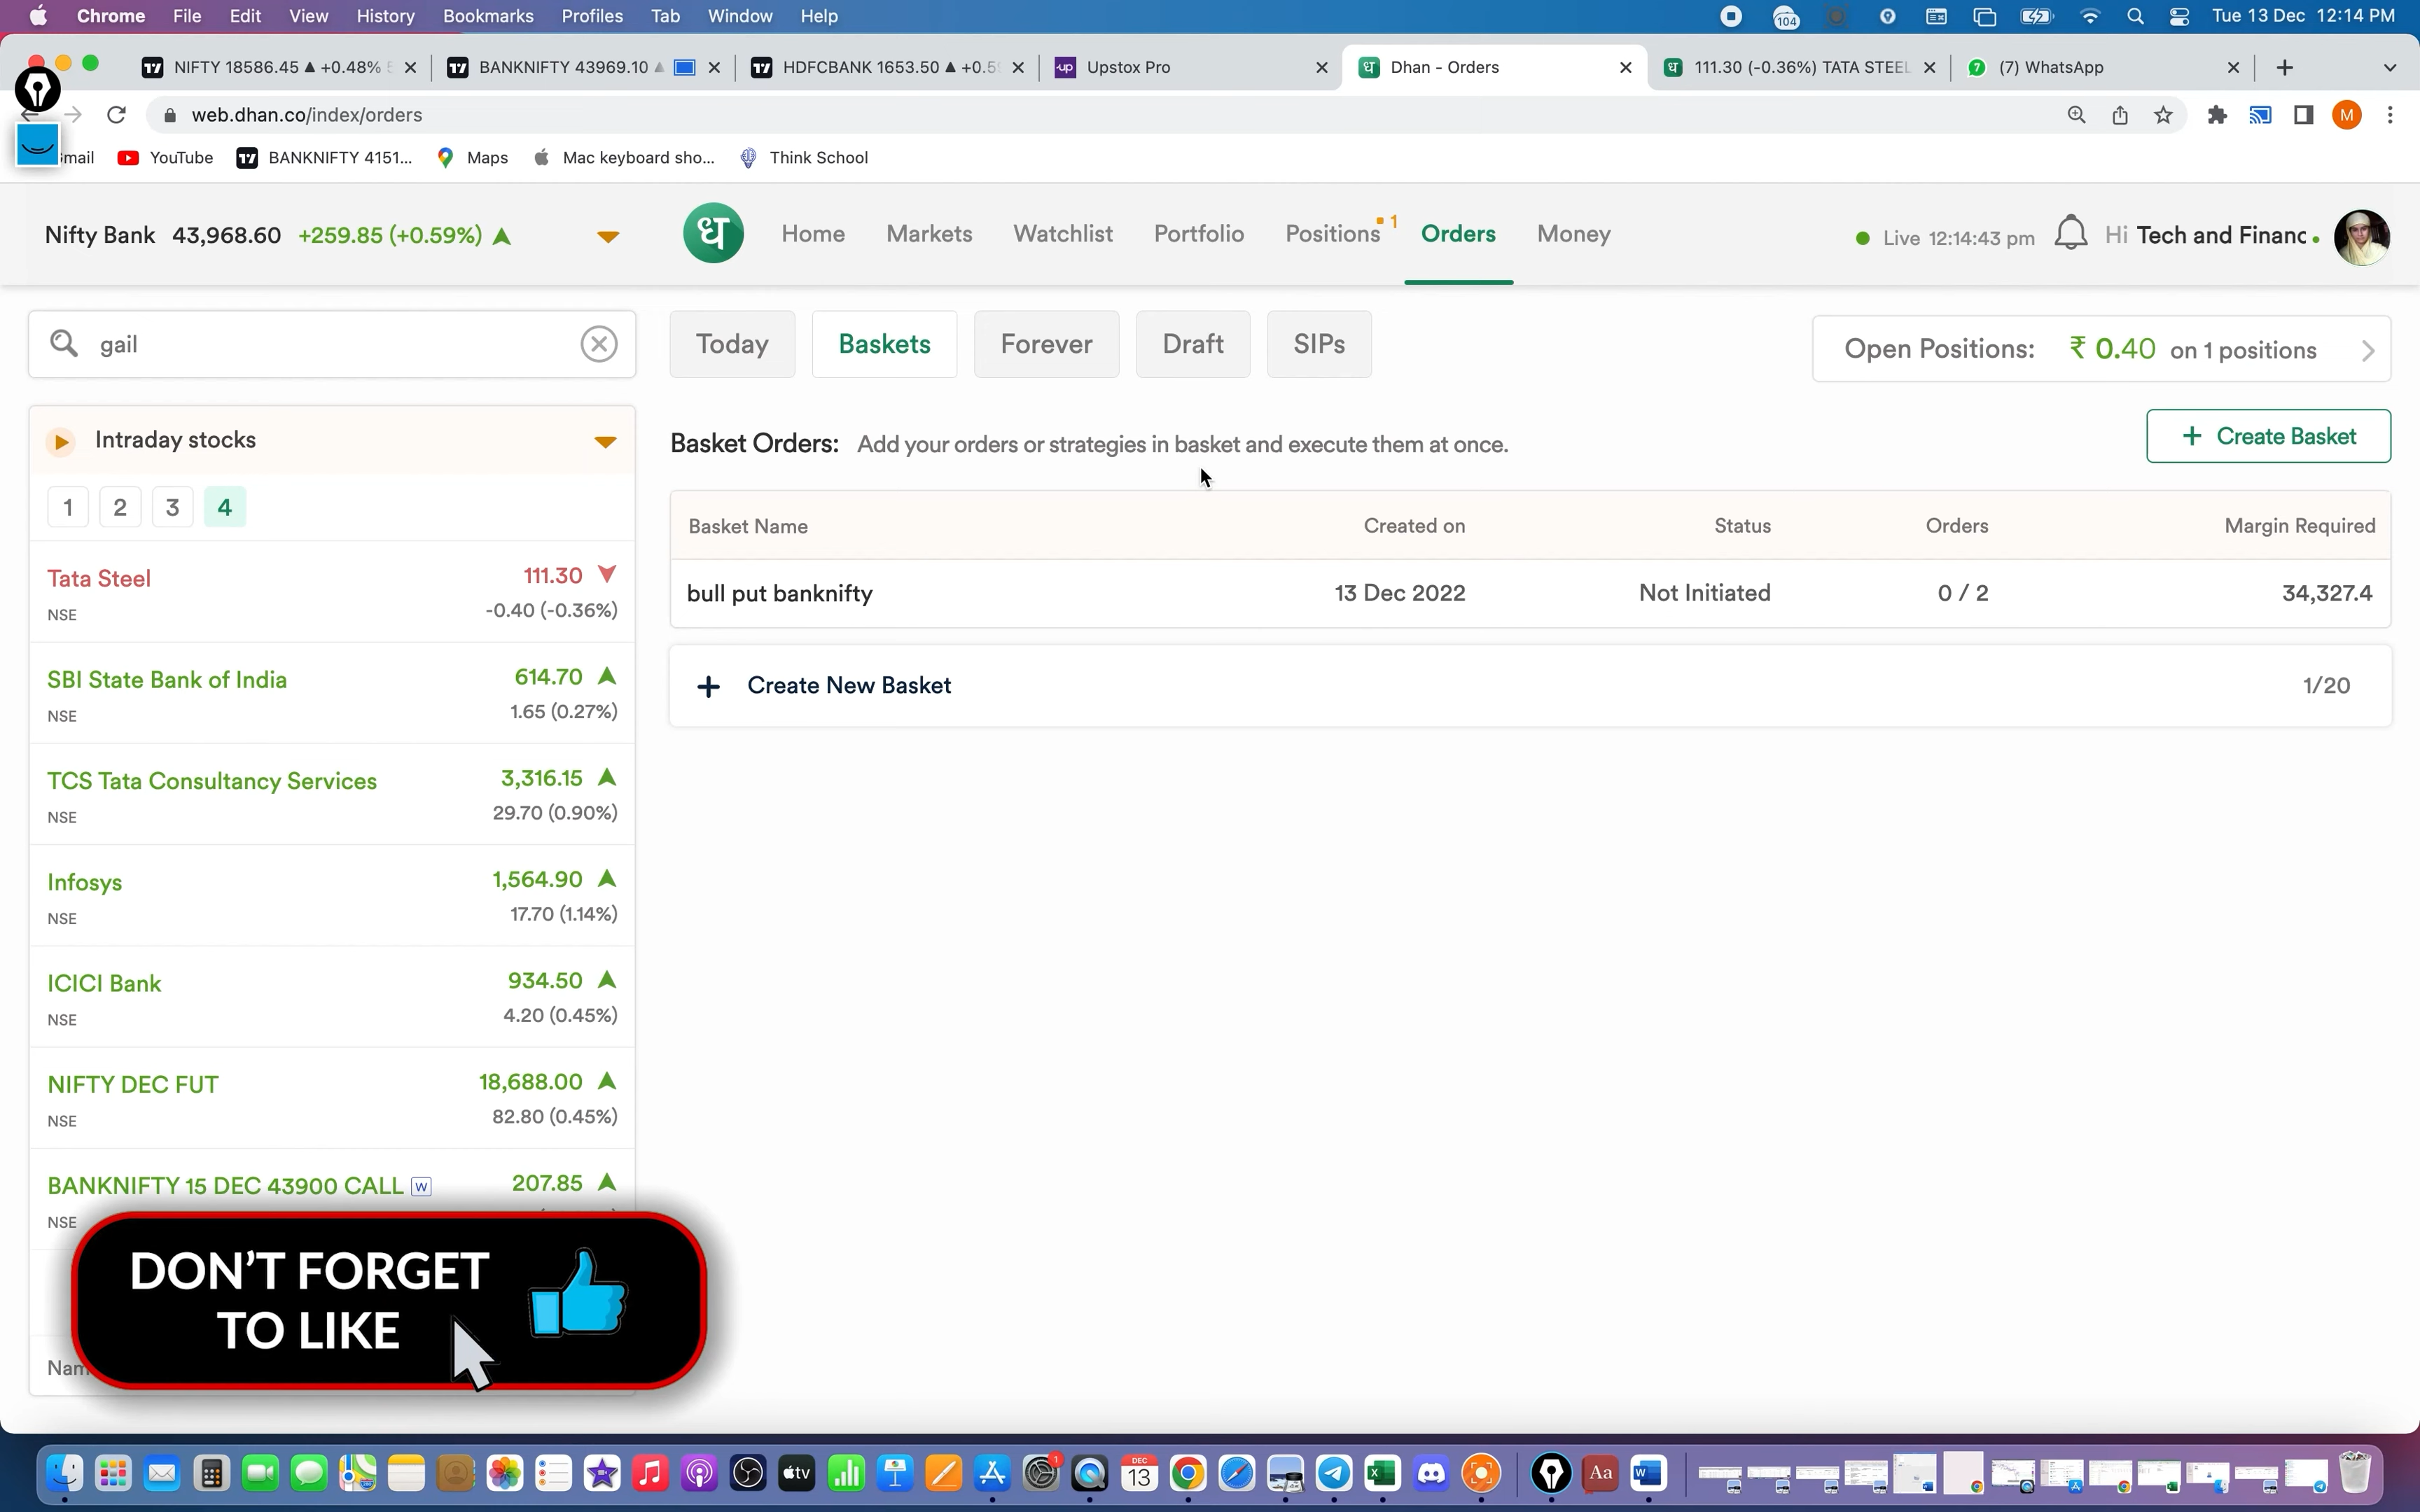 Chrome File Edit View History Bookmarks Profiles Tab Window Help 104 Tue 13 Dec 12:14 PM
NIFTY 18586.45 ▲ +0.48% BANKNIFTY 43969.10 ▲ HDFCBANK 1653.50 ▲ +0.5 up Upstox Pro ध Dhan - Orders ध 111.30 (-0.36%) TATA STEEL 7 (7) WhatsApp
web.dhan.co/index/orders M
mail YouTube BANKNIFTY 4151... Maps Mac keyboard sho... Think School
Nifty Bank 43,968.60 +259.85 (+0.59%) ध Home Markets Watchlist Portfolio Positions 1 Orders Money Live 12:14:43 pm Hi Tech and Financ
gail Today Baskets Forever Draft SIPs Open Positions: ₹ 0.40 on 1 positions
Intraday stocks
1 2 3 4
Tata Steel 111.30
NSE -0.40 (-0.36%)
SBI State Bank of India 614.70
NSE 1.65 (0.27%)
TCS Tata Consultancy Services 3,316.15
NSE 29.70 (0.90%)
Infosys 1,564.90
NSE 17.70 (1.14%)
ICICI Bank 934.50
NSE 4.20 (0.45%)
NIFTY DEC FUT 18,688.00
NSE 82.80 (0.45%)
BANKNIFTY 15 DEC 43900 CALL W 207.85
NSE
Nam
Basket Orders: Add your orders or strategies in basket and execute them at once. + Create Basket
Basket Name Created on Status Orders Margin Required
bull put banknifty 13 Dec 2022 Not Initiated 0 / 2 34,327.4
+ Create New Basket 1/20
DON'T FORGET
TO LIKE
tv 1 DEC 13 Aa W